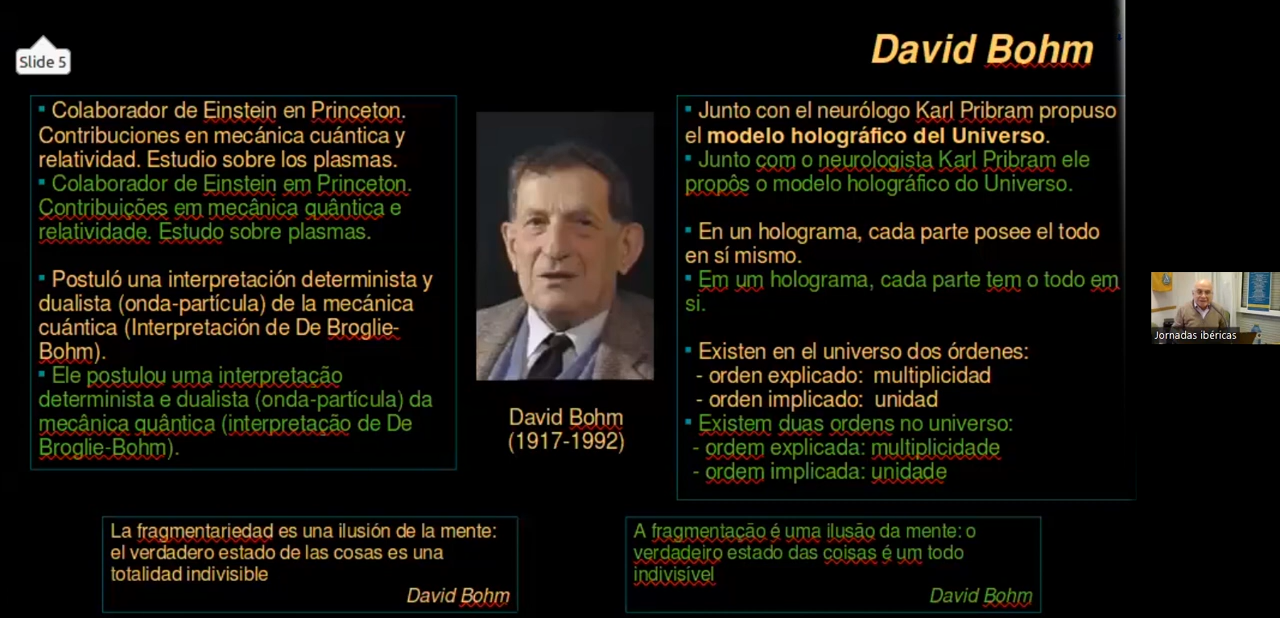 Slide 5
David Bohm
▪ Colaborador de Einstein en Princeton.
Contribuciones en mecánica cuántica y
relatividad. Estudio sobre los plasmas.
▪ Colaborador de Einstein em Princeton.
Contribuições em mecânica quântica e
relatividade. Estudo sobre plasmas.
▪ Postuló una interpretación determinista y
dualista (onda-partícula) de la mecánica
cuántica (Interpretación de De Broglie-
Bohm).
▪ Ele postulou uma interpretação
determinista e dualista (onda-partícula) da
mecânica quântica (interpretação de De
Broglie-Bohm).
David Bohm
(1917-1992)
▪ Junto con el neurólogo Karl Pribram propuso
el modelo holográfico del Universo.
▪ Junto com o neurologista Karl Pribram ele
propôs o modelo holográfico do Universo.
▪ En un holograma, cada parte posee el todo
en sí mismo.
▪ Em um holograma, cada parte tem o todo em
si.
▪ Existen en el universo dos órdenes:
- orden explicado: multiplicidad
- orden implicado: unidad
▪ Existem duas ordens no universo:
- ordem explicada: multiplicidade
- ordem implicada: unidade
La fragmentariedad es una ilusión de la mente:
el verdadero estado de las cosas es una
totalidad indivisible
David Bohm
A fragmentação é uma ilusão da mente: o
verdadeiro estado das coisas é um todo
indivisível
David Bohm
Jornadas ibéricas